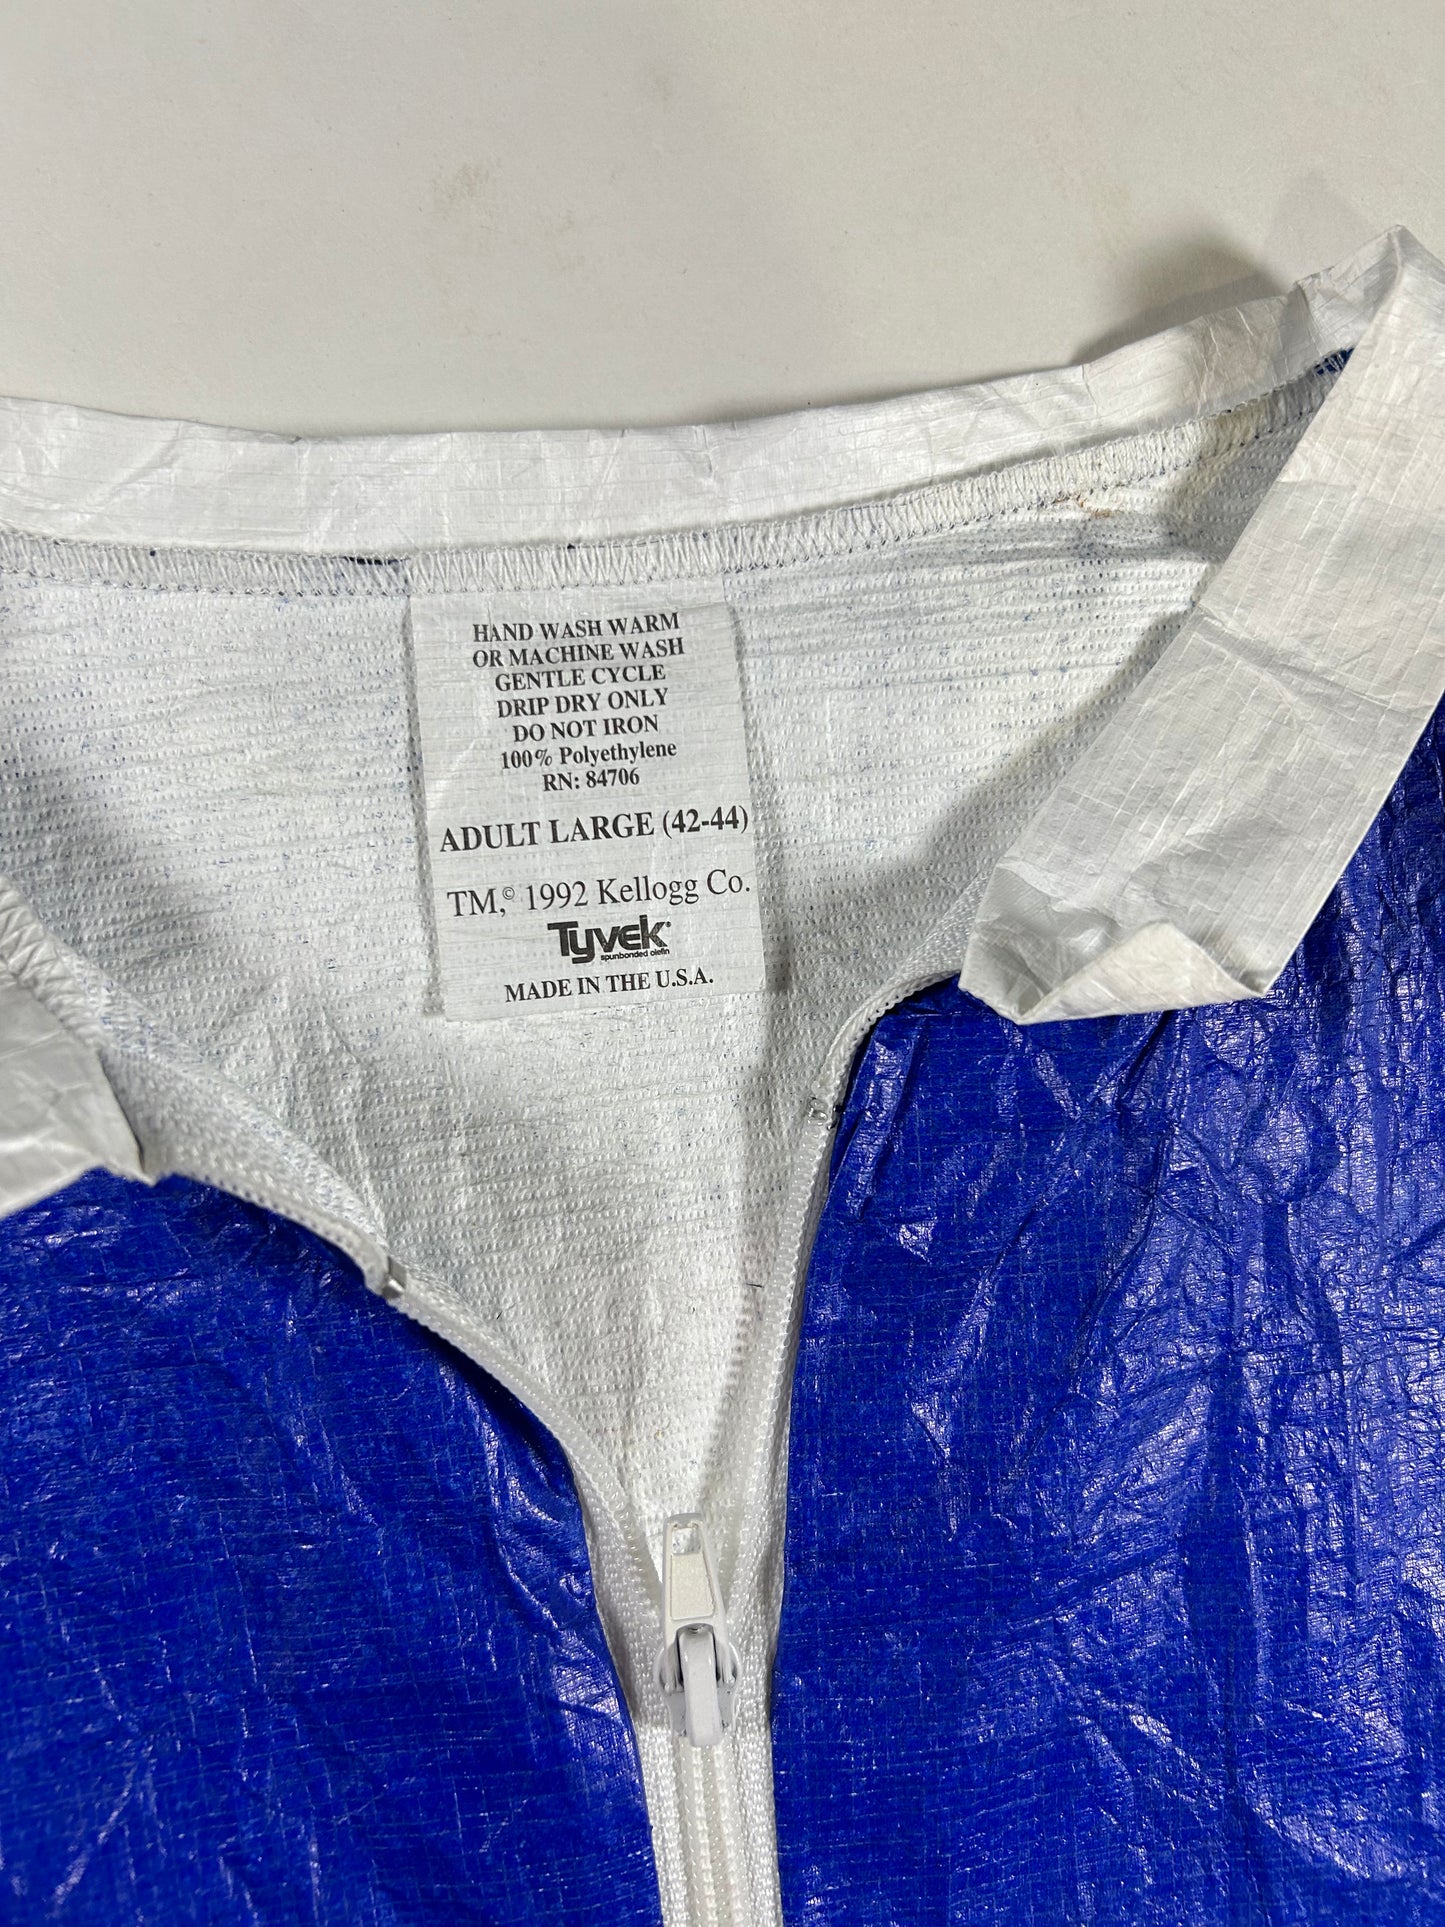 HAND WASH WARM
OR MACHINE WASH
GENTLE CYCLE
DRIP DRY ONLY
DO NOT IRON
100% Polyethylene
RN: 84706
ADULT LARGE (42-44)
TM,© 1992 Kellogg Co.
Tyvek®
spunbonded olefin
MADE IN THE U.S.A.